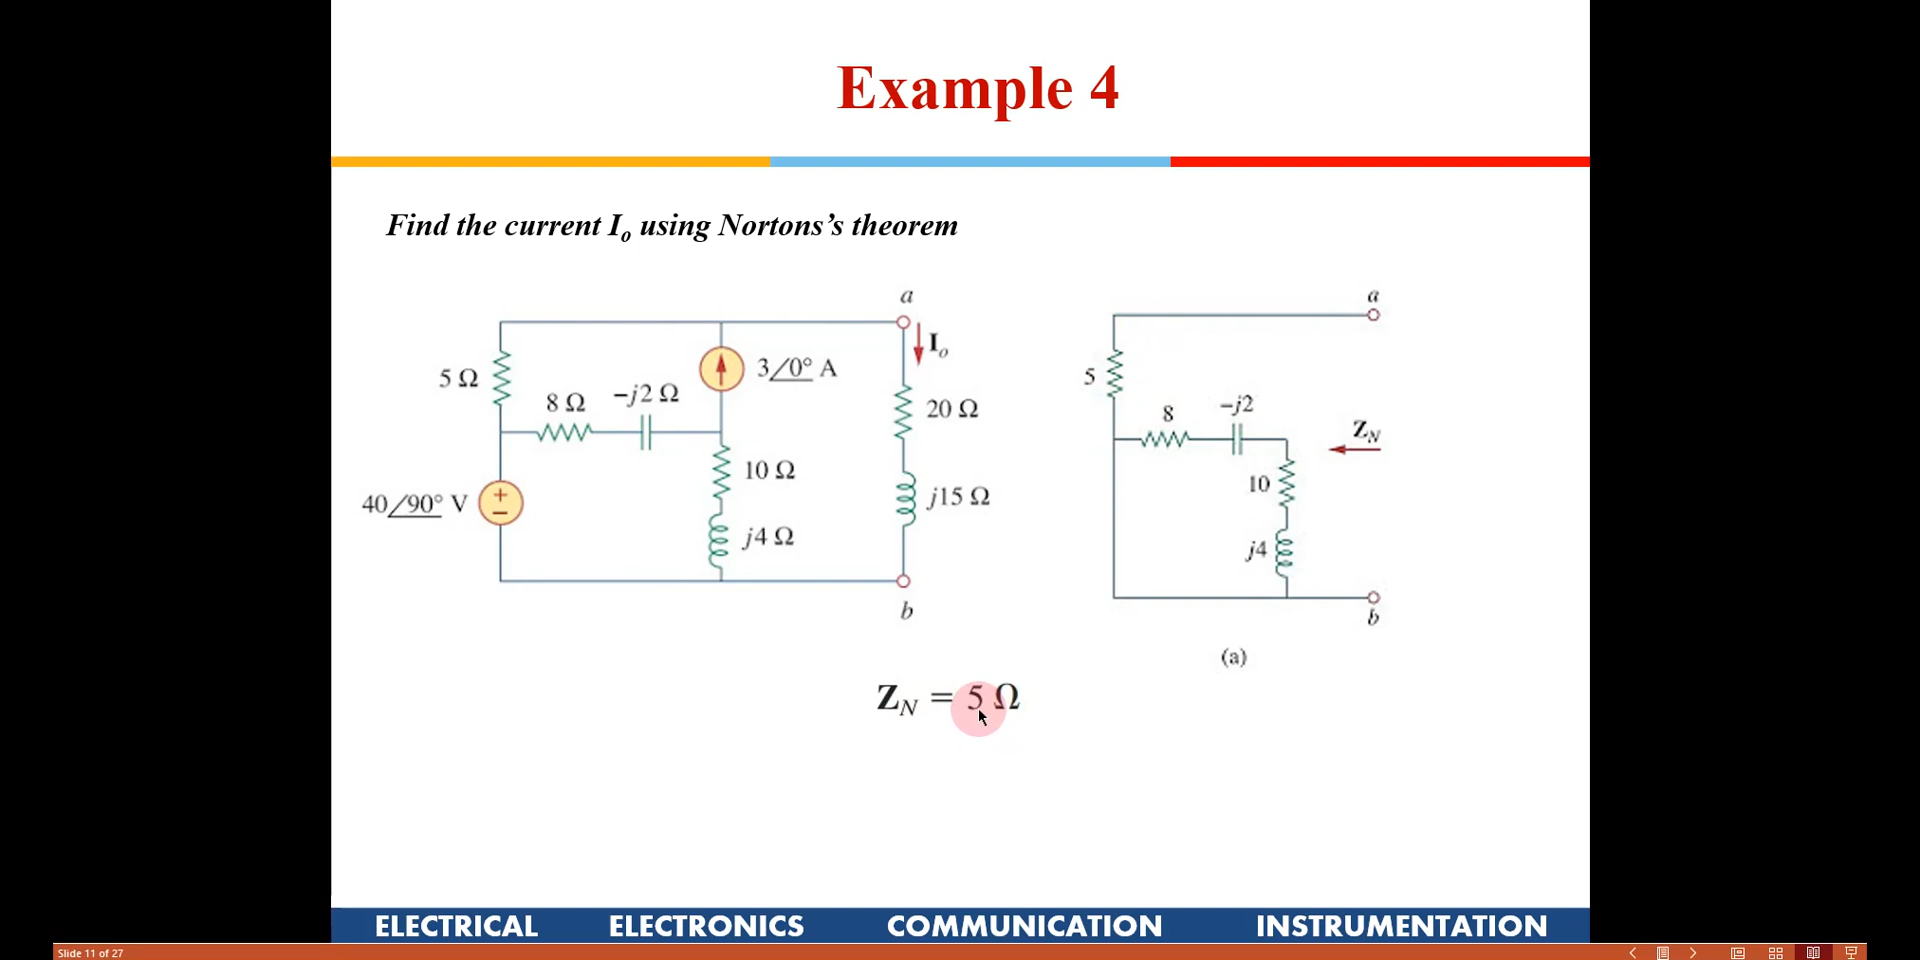 Example 4
Find the current Io using Nortons’s theorem
a
Io
5 Ω
8 Ω
−j2 Ω
3∠0° A
20 Ω
10 Ω
40∠90° V
+
−
j15 Ω
j4 Ω
b
a
5
8
−j2
ZN
10
j4
b
(a)
ZN = 5 Ω
ELECTRICAL ELECTRONICS COMMUNICATION INSTRUMENTATION
Slide 11 of 27